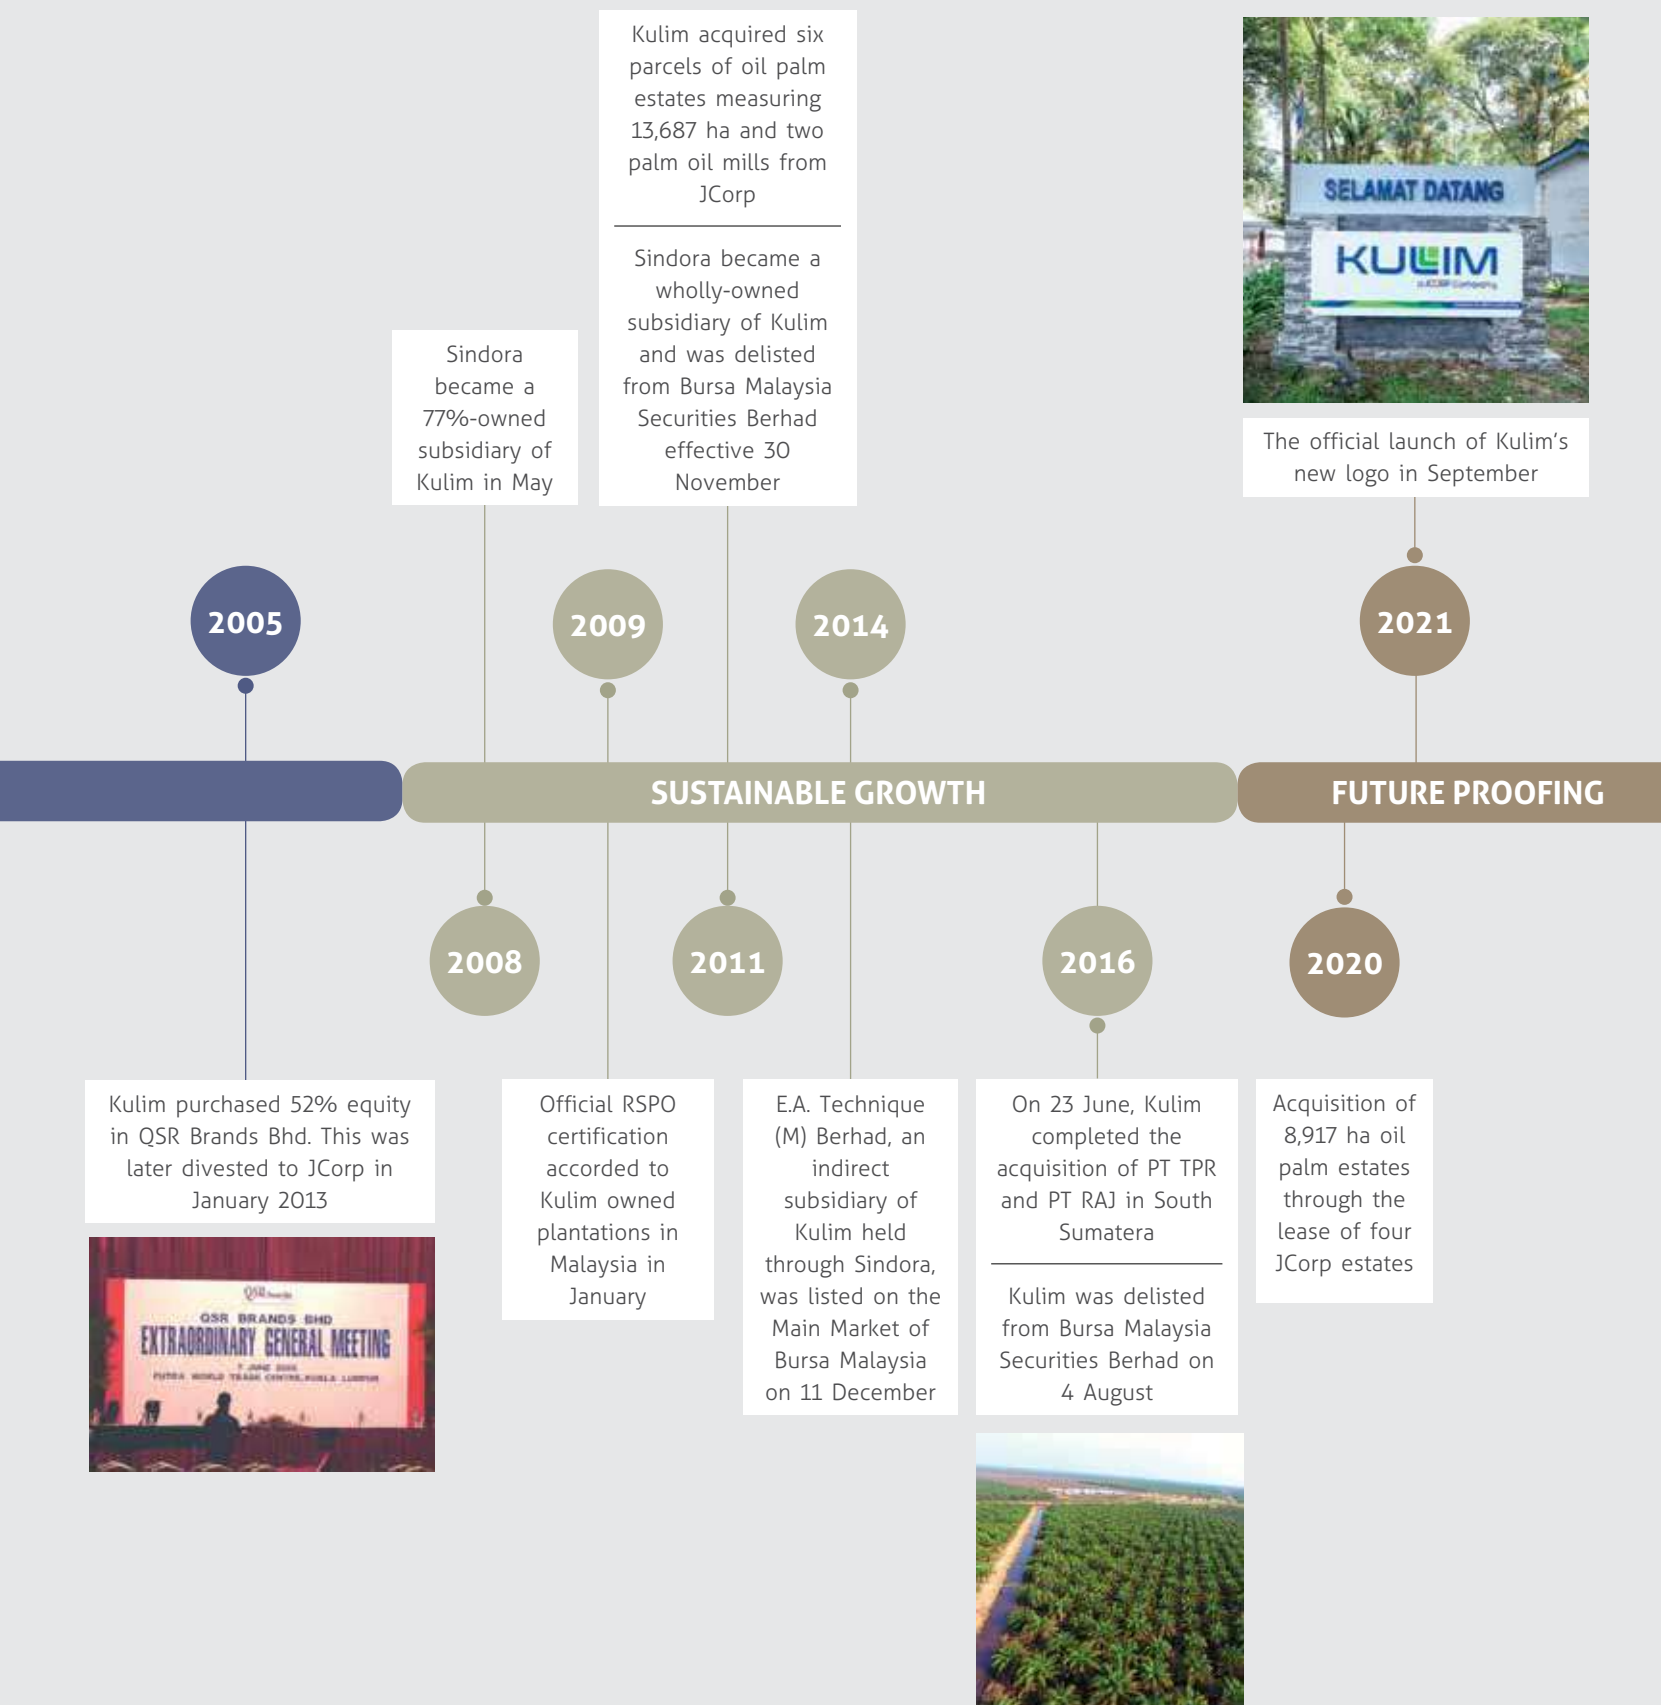 Kulim acquired six
parcels of oil palm
estates measuring
13,687 ha and two
palm oil mills from
JCorp
Sindora became a
wholly-owned
subsidiary of Kulim
and was delisted
from Bursa Malaysia
Securities Berhad
effective 30
November
SELAMAT DATANG
KULIM
Sindora
became a
77%-owned
subsidiary of
Kulim in May
The official launch of Kulim's
new logo in September
2005
2009
2014
2021
SUSTAINABLE GROWTH
FUTURE PROOFING
2008
2011
2016
2020
Kulim purchased 52% equity
in QSR Brands Bhd. This was
later divested to JCorp in
January 2013
QSR BRANDS BHD
EXTRAORDINARY GENERAL MEETING
PUTRA WORLD TRADE CENTRE, KUALA LUMPUR
Official RSPO
certification
accorded to
Kulim owned
plantations in
Malaysia in
January
E.A. Technique
(M) Berhad, an
indirect
subsidiary of
Kulim held
through Sindora,
was listed on the
Main Market of
Bursa Malaysia
on 11 December
On 23 June, Kulim
completed the
acquisition of PT TPR
and PT RAJ in South
Sumatera
Kulim was delisted
from Bursa Malaysia
Securities Berhad on
4 August
Acquisition of
8,917 ha oil
palm estates
through the
lease of four
JCorp estates